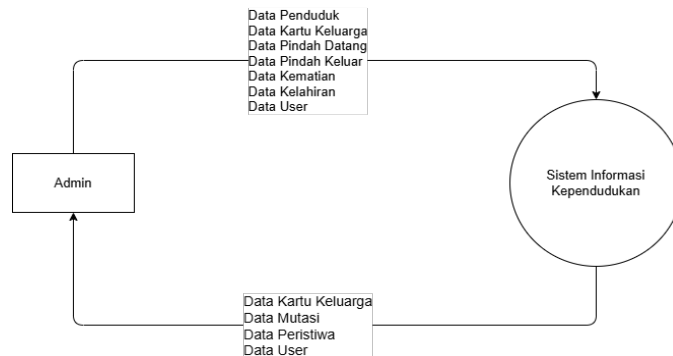 Data Penduduk
Data Kartu Keluarga
Data Pindah Datang
Data Pindah Keluar
Data Kematian
Data Kelahiran
Data User
Admin
Sistem Informasi
Kependudukan
Data Kartu Keluarga
Data Mutasi
Data Peristiwa
Data User